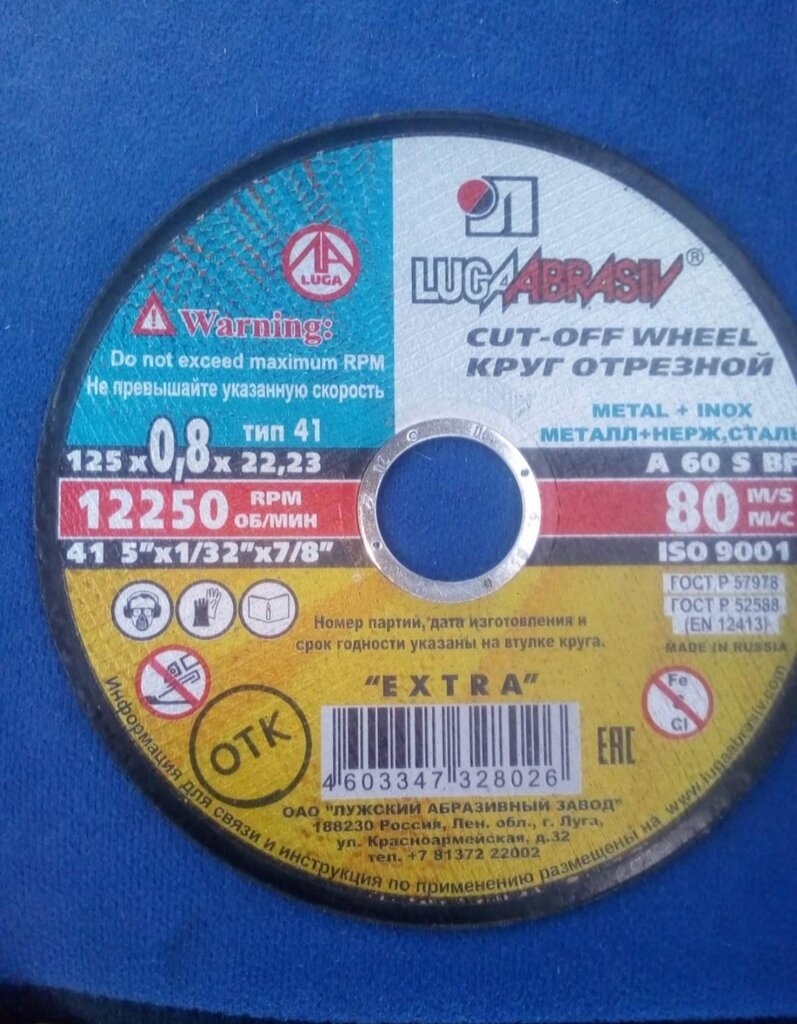 LUGA
LUGAABRASIV®
Warning:
Do not exceed maximum RPM
Не превышайте указанную скорость
CUT-OFF WHEEL
КРУГ ОТРЕЗНОЙ
METAL + INOX
МЕТАЛЛ+НЕРЖ.СТАЛЬ
тип 41
125 x 0,8 x 22,23
A 60 S BF
12250 RPM
ОБ/МИН
80 M/S
М/С
41 5”x1/32”x7/8”
ISO 9001
ГОСТ Р 57978
ГОСТ Р 52588
(EN 12413)
MADE IN RUSSIA
Номер партии, дата изготовления и
срок годности указаны на втулке круга.
"EXTRA"
Fe
Cl
ОТК
4 603347 328026
EAC
ОАО "ЛУЖСКИЙ АБРАЗИВНЫЙ ЗАВОД"
188230 Россия, Лен. обл., г. Луга,
ул. Красноармейская, д.32
тел. +7 81372 22002
Информация для связи и инструкция по применению размещены на www.lugaabrasiv.com